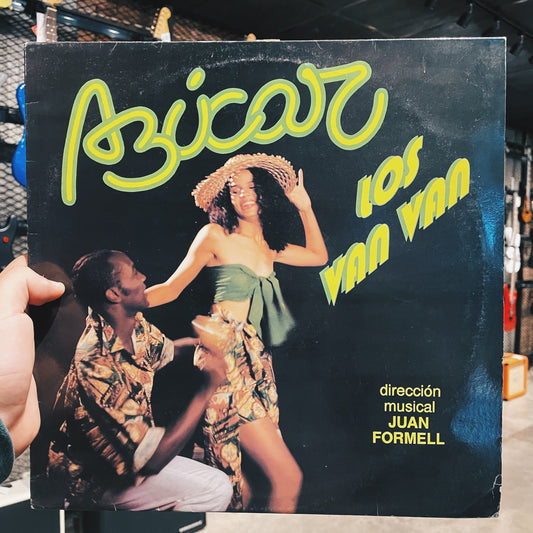 Azúcar
LOS
VAN VAN
dirección
musical
JUAN
FORMELL